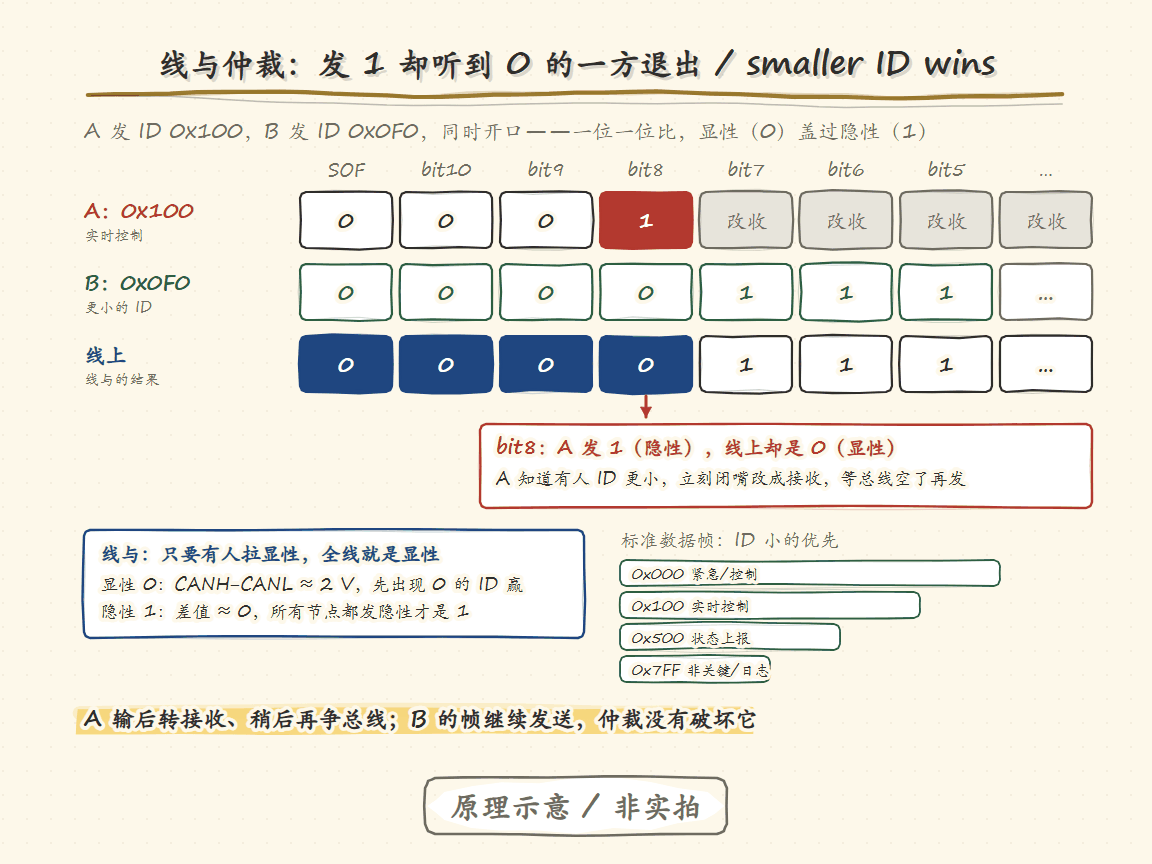 线与仲裁：发 1 却听到 0 的一方退出 / smaller ID wins
A 发 ID 0x100，B 发 ID 0x0F0，同时开口——一位一位比，显性（0）盖过隐性（1）
SOF bit10 bit9 bit8 bit7 bit6 bit5 ...
A：0x100
实时控制
0 0 0 1 改收 改收 改收 改收
B：0x0F0
更小的 ID
0 0 0 0 1 1 1 ...
线上
线与的结果
0 0 0 0 1 1 1 ...
bit8：A 发 1（隐性），线上却是 0（显性）
A 知道有人 ID 更小，立刻闭嘴改成接收，等总线空了再发
线与：只要有人拉显性，全线就是显性
显性 0：CANH-CANL ≈ 2 V，先出现 0 的 ID 赢
隐性 1：差值 ≈ 0，所有节点都发隐性才是 1
标准数据帧：ID 小的优先
0x000 紧急/控制
0x100 实时控制
0x500 状态上报
0x7FF 非关键/日志
A 输后转接收、稍后再争总线；B 的帧继续发送，仲裁没有破坏它
原理示意 / 非实拍